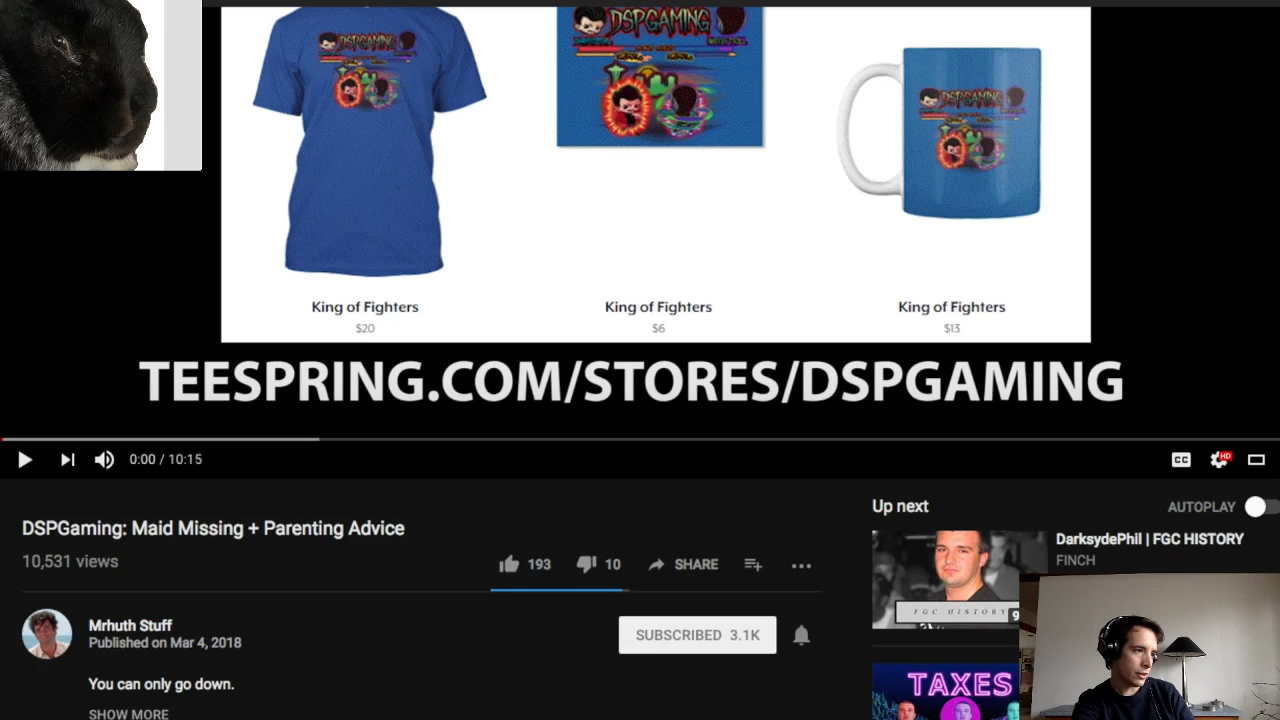 DSPGAMING
DSPGAMING
DSPGAMING
King of Fighters
King of Fighters
King of Fighters
$20
$6
$13
TEESPRING.COM/STORES/DSPGAMING
0:00 / 10:15
CC
HD
DSPGaming: Maid Missing + Parenting Advice
10,531 views
193
10
SHARE
Mrhuth Stuff
Published on Mar 4, 2018
SUBSCRIBED 3.1K
You can only go down.
SHOW MORE
Up next
AUTOPLAY
DarksydePhil | FGC HISTORY
FINCH
FGC HISTORY
9
TAXES